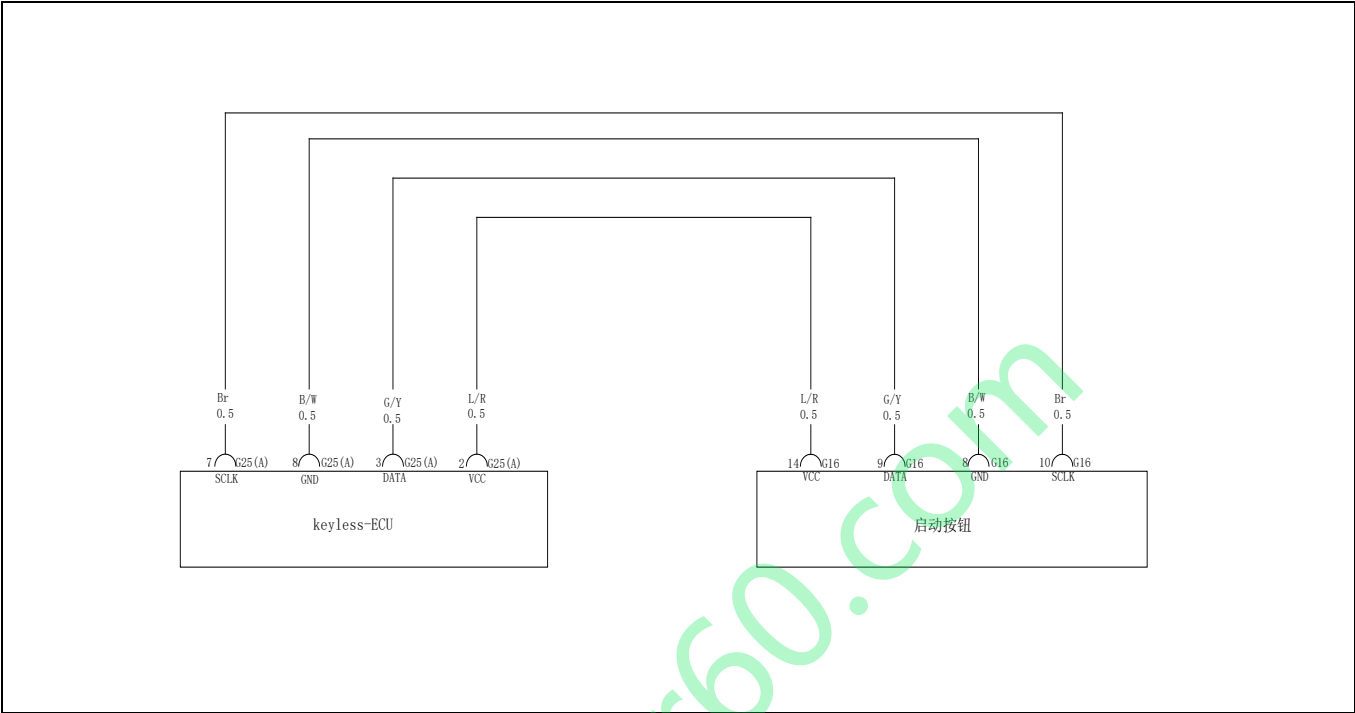 Br
0.5
B/W
0.5
G/Y
0.5
L/R
0.5
L/R
0.5
G/Y
0.5
B/W
0.5
Br
0.5
7 G25(A)
8 G25(A)
3 G25(A)
2 G25(A)
14 G16
9 G16
8 G16
10 G16
SCLK
GND
DATA
VCC
VCC
DATA
GND
SCLK
keyless-ECU
启动按钮
r60.com